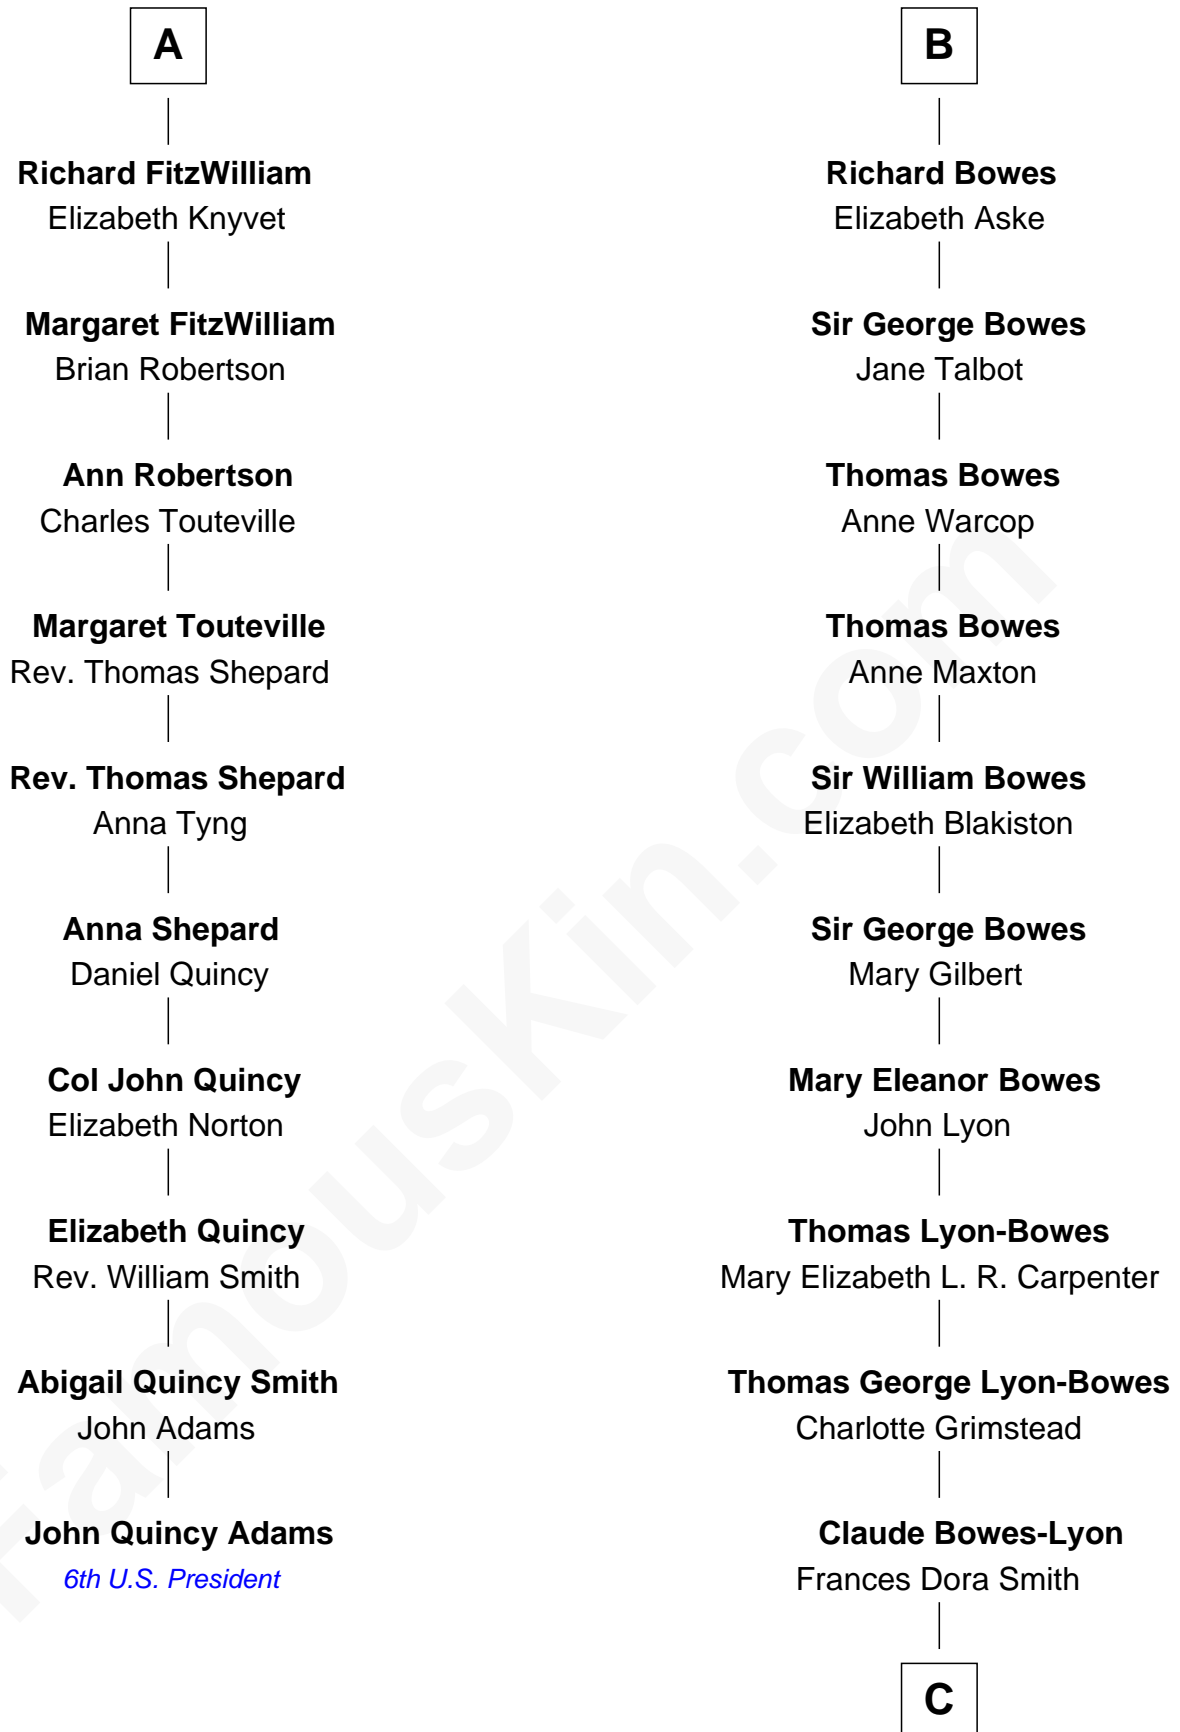 A
Richard FitzWilliam
Elizabeth Knyvet
Margaret FitzWilliam
Brian Robertson
Ann Robertson
Charles Touteville
Margaret Touteville
Rev. Thomas Shepard
Rev. Thomas Shepard
Anna Tyng
Anna Shepard
Daniel Quincy
Col John Quincy
Elizabeth Norton
Elizabeth Quincy
Rev. William Smith
Abigail Quincy Smith
John Adams
John Quincy Adams
6th U.S. President
B
Richard Bowes
Elizabeth Aske
Sir George Bowes
Jane Talbot
Thomas Bowes
Anne Warcop
Thomas Bowes
Anne Maxton
Sir William Bowes
Elizabeth Blakiston
Sir George Bowes
Mary Gilbert
Mary Eleanor Bowes
John Lyon
Thomas Lyon-Bowes
Mary Elizabeth L. R. Carpenter
Thomas George Lyon-Bowes
Charlotte Grimstead
Claude Bowes-Lyon
Frances Dora Smith
C
FamousKin.com